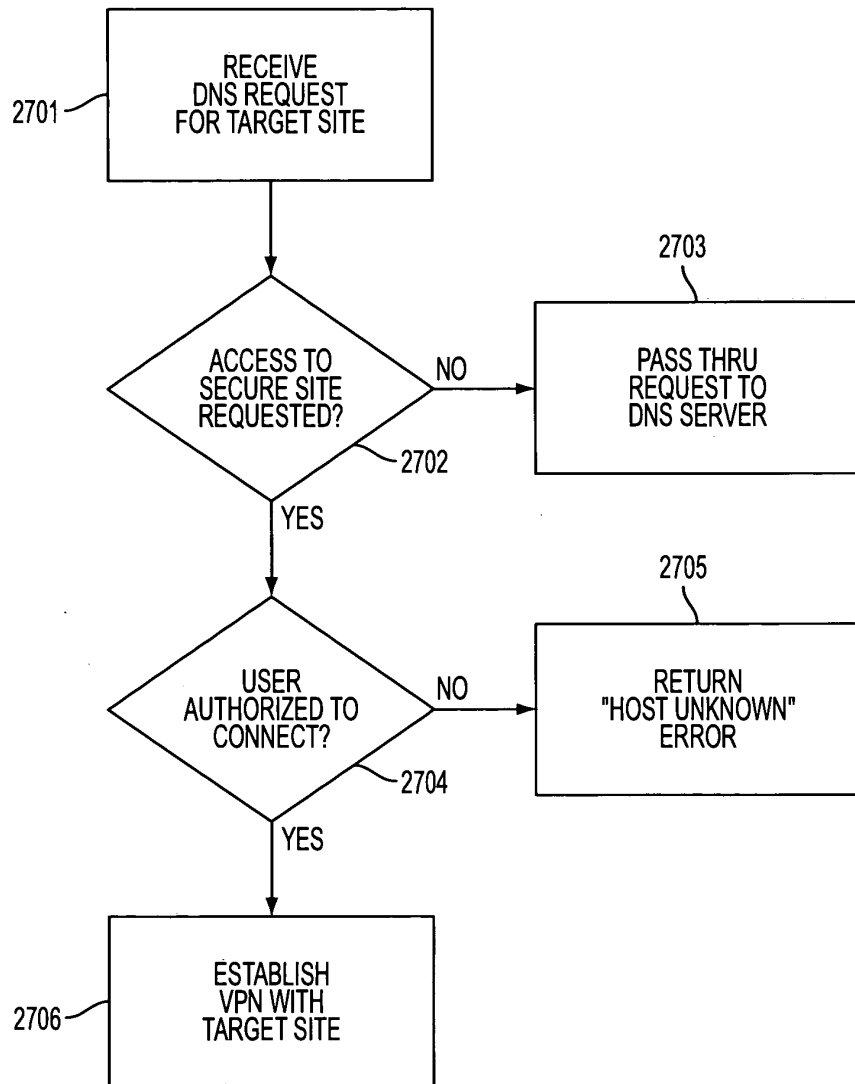 RECEIVE
DNS REQUEST
FOR TARGET SITE
2701
ACCESS TO
SECURE SITE
REQUESTED?
2702
NO
2703
PASS THRU
REQUEST TO
DNS SERVER
YES
USER
AUTHORIZED TO
CONNECT?
2704
NO
2705
RETURN
"HOST UNKNOWN"
ERROR
YES
ESTABLISH
VPN WITH
TARGET SITE
2706